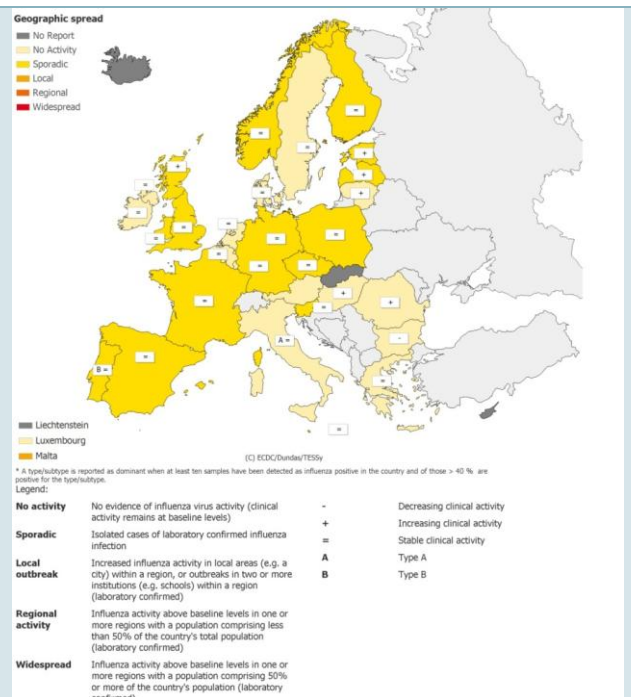 Geographic spread
No Report
No Activity
Sporadic
Local
Regional
Widespread
=
=
+
+
+
+
=
=
=
=
=
=
=
=
=
=
=
=
-
=
=
+
+
-
A =
B =
=
=
=
Liechtenstein
Luxembourg
Malta
(C) ECDC/Dundas/TESSy
* A type/subtype is reported as dominant when at least ten samples have been detected as influenza positive in the country and of those > 40 % are
positive for the type/subtype.
Legend:
No activity No evidence of influenza virus activity (clinical
activity remains at baseline levels)
Sporadic Isolated cases of laboratory confirmed influenza
infection
Local
outbreak
Increased influenza activity in local areas (e.g. a
city) within a region, or outbreaks in two or more
institutions (e.g. schools) within a region
(laboratory confirmed)
Regional
activity
Influenza activity above baseline levels in one or
more regions with a population comprising less
than 50% of the country's total population
(laboratory confirmed)
Widespread Influenza activity above baseline levels in one or
more regions with a population comprising 50%
or more of the country's population (laboratory
- Decreasing clinical activity
+ Increasing clinical activity
= Stable clinical activity
A Type A
B Type B